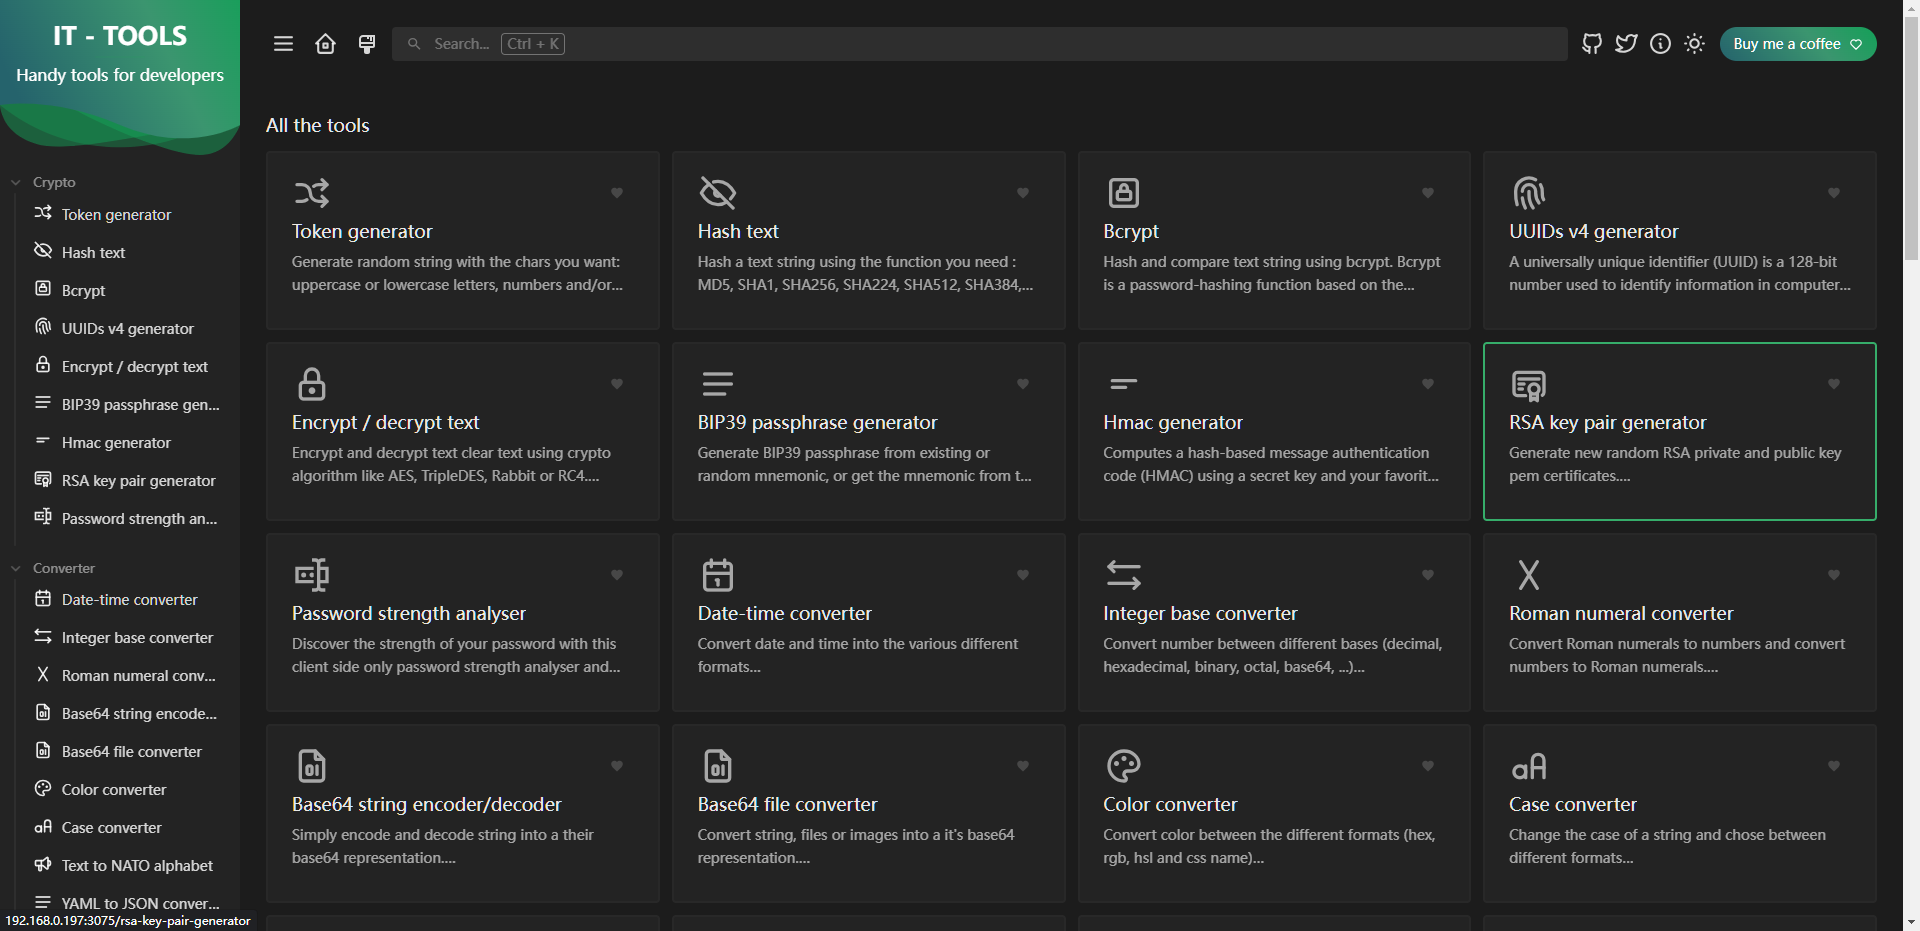 IT - TOOLS
Handy tools for developers
Crypto
Token generator
Hash text
Bcrypt
UUIDs v4 generator
Encrypt / decrypt text
BIP39 passphrase gen...
Hmac generator
RSA key pair generator
Password strength an...
Converter
Date-time converter
Integer base converter
Roman numeral conv...
Base64 string encode...
Base64 file converter
Color converter
Case converter
Text to NATO alphabet
YAML to JSON conver...
192.168.0.197:3075/rsa-key-pair-generator
Search... Ctrl + K
Buy me a coffee
All the tools
Token generator
Generate random string with the chars you want:
uppercase or lowercase letters, numbers and/or...
Hash text
Hash a text string using the function you need :
MD5, SHA1, SHA256, SHA224, SHA512, SHA384,...
Bcrypt
Hash and compare text string using bcrypt. Bcrypt
is a password-hashing function based on the...
UUIDs v4 generator
A universally unique identifier (UUID) is a 128-bit
number used to identify information in computer...
Encrypt / decrypt text
Encrypt and decrypt text clear text using crypto
algorithm like AES, TripleDES, Rabbit or RC4....
BIP39 passphrase generator
Generate BIP39 passphrase from existing or
random mnemonic, or get the mnemonic from t...
Hmac generator
Computes a hash-based message authentication
code (HMAC) using a secret key and your favorit...
RSA key pair generator
Generate new random RSA private and public key
pem certificates....
Password strength analyser
Discover the strength of your password with this
client side only password strength analyser and...
Date-time converter
Convert date and time into the various different
formats...
Integer base converter
Convert number between different bases (decimal,
hexadecimal, binary, octal, base64, ...)...
Roman numeral converter
Convert Roman numerals to numbers and convert
numbers to Roman numerals....
Base64 string encoder/decoder
Simply encode and decode string into a their
base64 representation....
Base64 file converter
Convert string, files or images into a it's base64
representation....
Color converter
Convert color between the different formats (hex,
rgb, hsl and css name)...
Case converter
Change the case of a string and chose between
different formats...